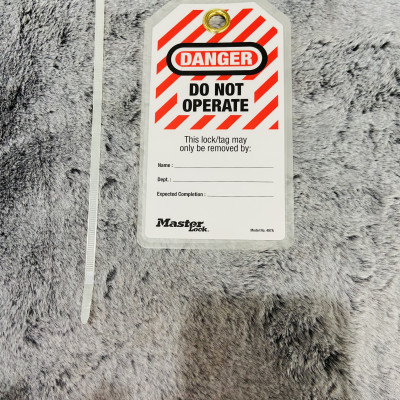 DANGER
DO NOT
OPERATE
This lock/tag may
only be removed by:
Name :
Dept. :
Expected Completion :
Master
Lock.